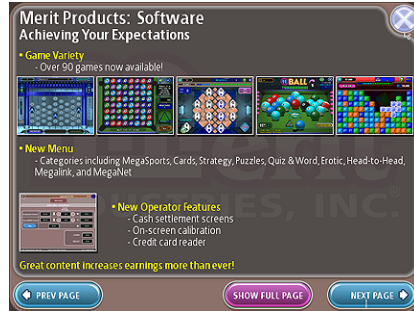 Merit Products: Software
Achieving Your Expectations
• Game Variety
- Over 90 games now available!
11 BALL
• New Menu
- Categories including MegaSports, Cards, Strategy, Puzzles, Quiz & Word, Erotic, Head-to-Head,
Megalink, and MegaNet
• New Operator Features
- Cash settlement screens
- On-screen calibration
- Credit card reader
INDUSTRIES, INC.®
Great content increases earnings more than ever!
PREV PAGE
SHOW FULL PAGE
NEXT PAGE